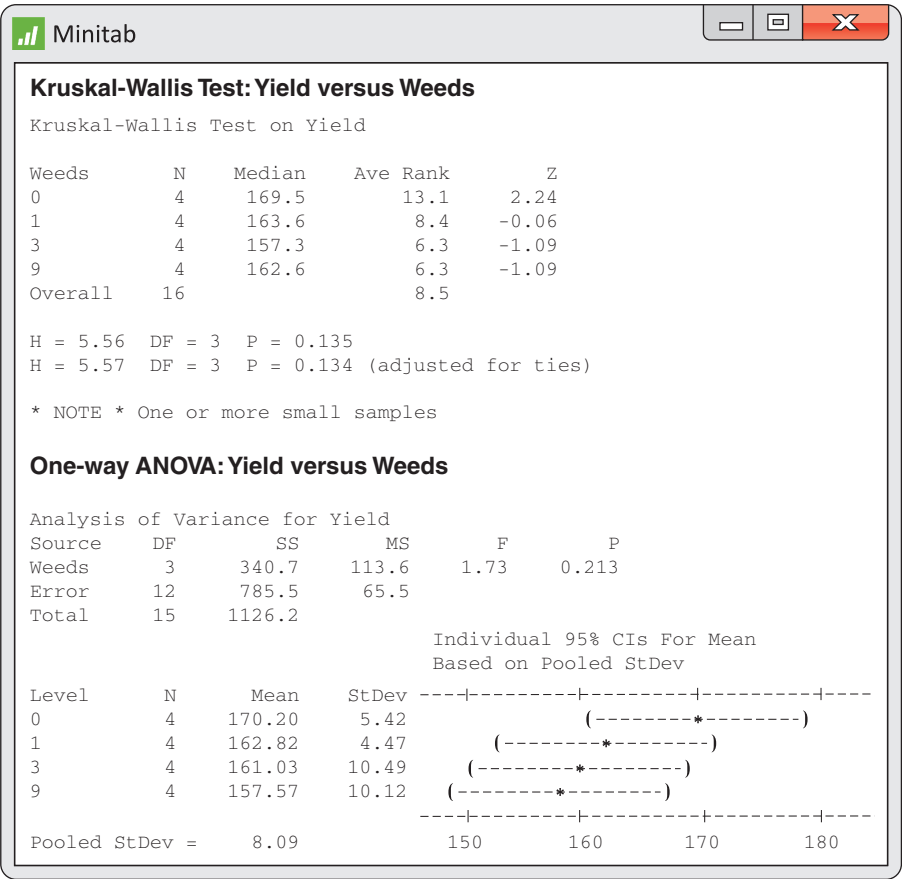 Minitab
Kruskal-Wallis Test: Yield versus Weeds
Kruskal-Wallis Test on Yield
Weeds N Median Ave Rank Z
0 4 169.5 13.1 2.24
1 4 163.6 8.4 -0.06
3 4 157.3 6.3 -1.09
9 4 162.6 6.3 -1.09
Overall 16 8.5
H = 5.56 DF = 3 P = 0.135
H = 5.57 DF = 3 P = 0.134 (adjusted for ties)
* NOTE * One or more small samples
One-way ANOVA: Yield versus Weeds
Analysis of Variance for Yield
Source DF SS MS F P
Weeds 3 340.7 113.6 1.73 0.213
Error 12 785.5 65.5
Total 15 1126.2
Individual 95% CIs For Mean
Based on Pooled StDev
Level N Mean StDev ----+---------+---------+---------+----
0 4 170.20 5.42 (--------*--------)
1 4 162.82 4.47 (--------*--------)
3 4 161.03 10.49 (--------*--------)
9 4 157.57 10.12 (--------*--------)
----+---------+---------+---------+----
Pooled StDev = 8.09 150 160 170 180